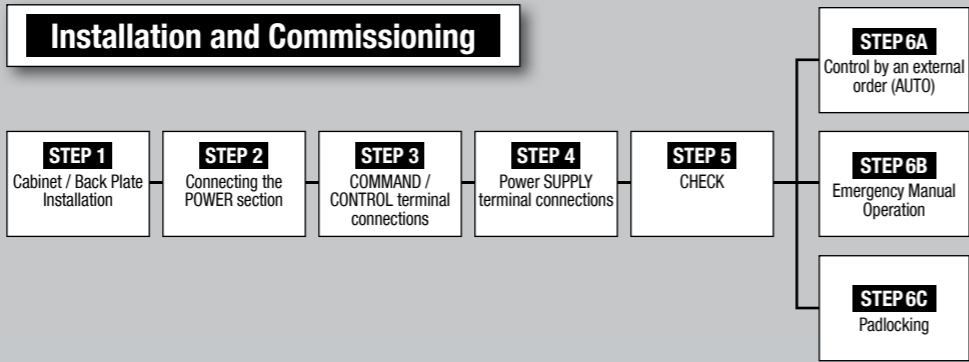 Installation and Commissioning
STEP 1
Cabinet / Back Plate
Installation
STEP 2
Connecting the
POWER section
STEP 3
COMMAND /
CONTROL terminal
connections
STEP 4
Power SUPPLY
terminal connections
STEP 5
CHECK
STEP 6A
Control by an external
order (AUTO)
STEP 6B
Emergency Manual
Operation
STEP 6C
Padlocking